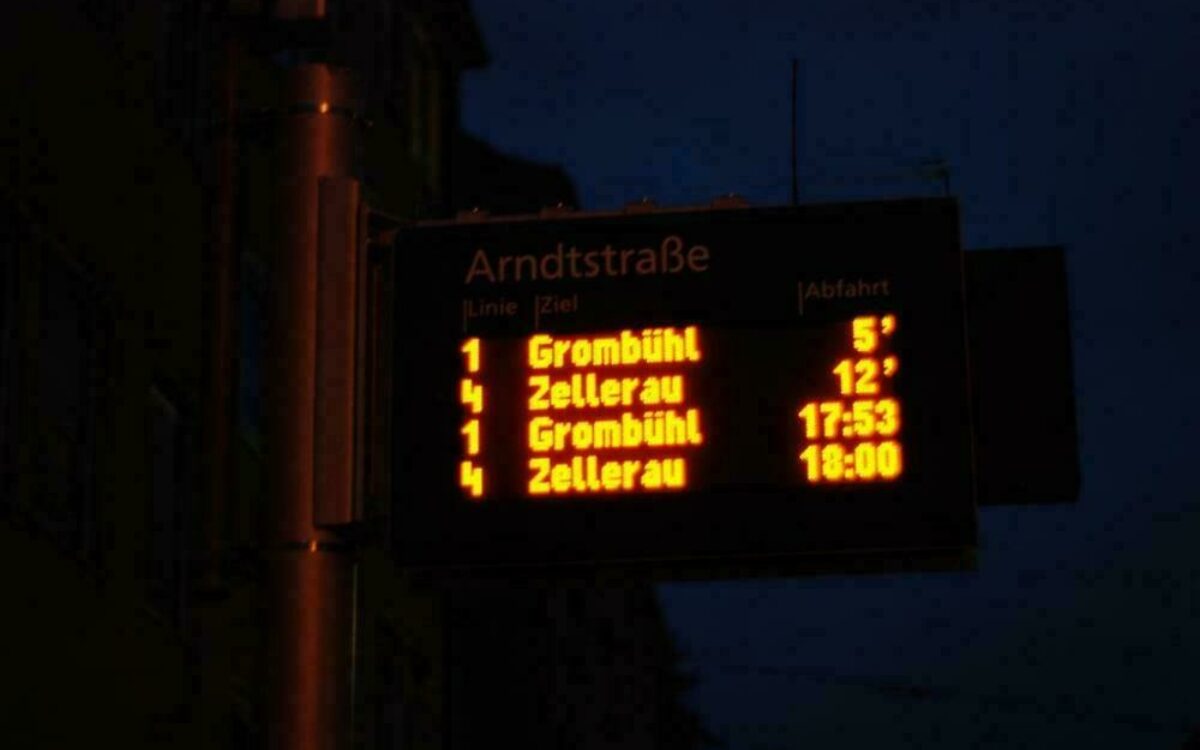 Arndtstraße
Linie Ziel Abfahrt
1 Grombühl 5’
4 Zellerau 12’
1 Grombühl 17:53
4 Zellerau 18:00